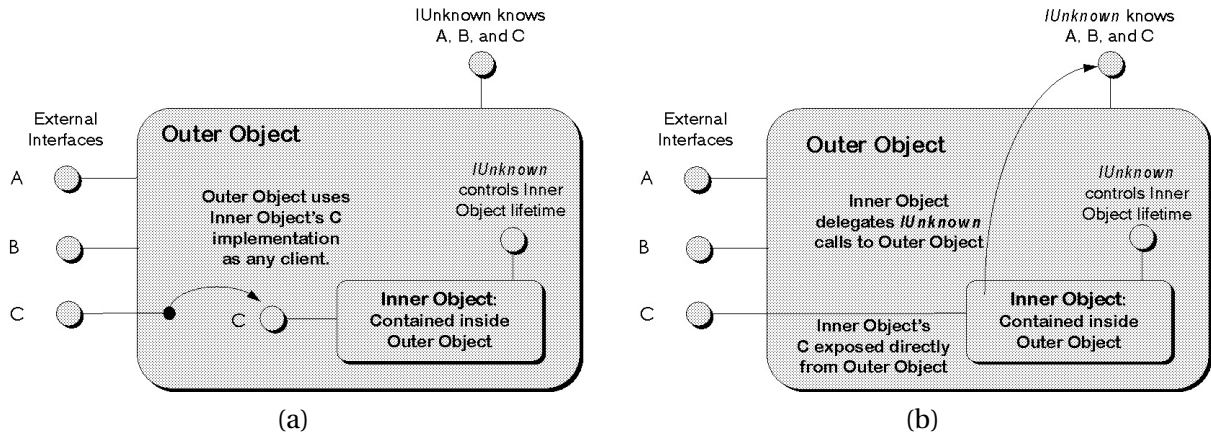 IUnknown knows
A, B, and C
External
Interfaces
Outer Object
A
B
C
Outer Object uses
Inner Object's C
implementation
as any client.
IUnknown
controls Inner
Object lifetime
C
Inner Object:
Contained inside
Outer Object
(a)
IUnknown knows
A, B, and C
External
Interfaces
Outer Object
A
B
C
Inner Object
delegates IUnknown
calls to Outer Object
IUnknown
controls Inner
Object lifetime
Inner Object's
C exposed directly
from Outer Object
Inner Object:
Contained inside
Outer Object
(b)